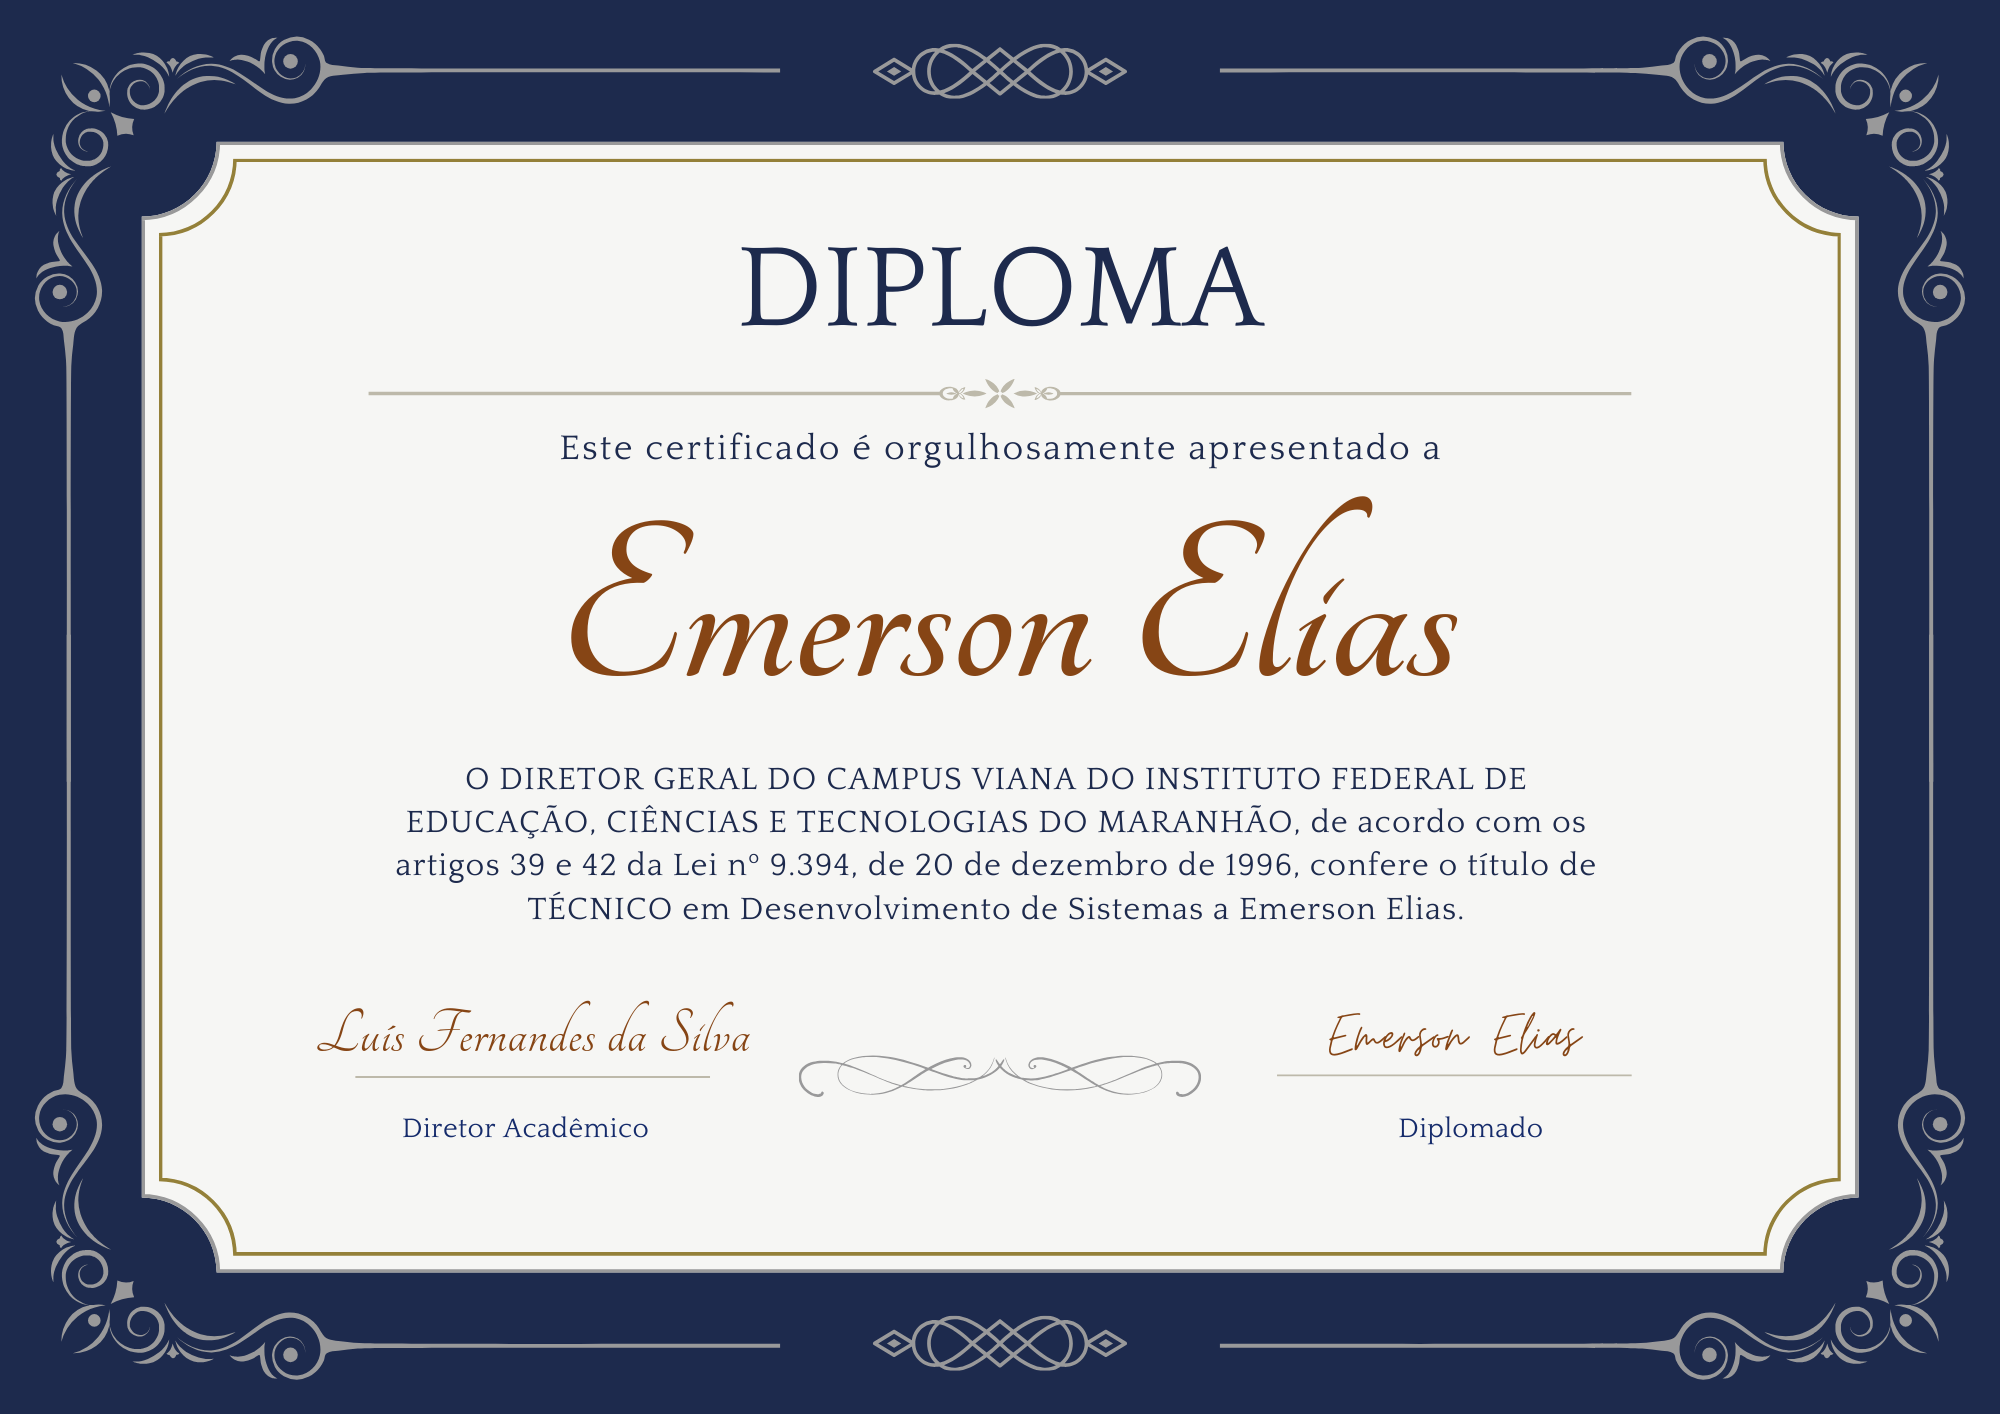 DIPLOMA
Este certificado é orgulhosamente apresentado a
Emerson Elias
O DIRETOR GERAL DO CAMPUS VIANA DO INSTITUTO FEDERAL DE
EDUCAÇÃO, CIÊNCIAS E TECNOLOGIAS DO MARANHÃO, de acordo com os
artigos 39 e 42 da Lei nº 9.394, de 20 de dezembro de 1996, confere o título de
TÉCNICO em Desenvolvimento de Sistemas a Emerson Elias.
Luis Fernandes da Silva
Emerson Elias
Diretor Acadêmico
Diplomado